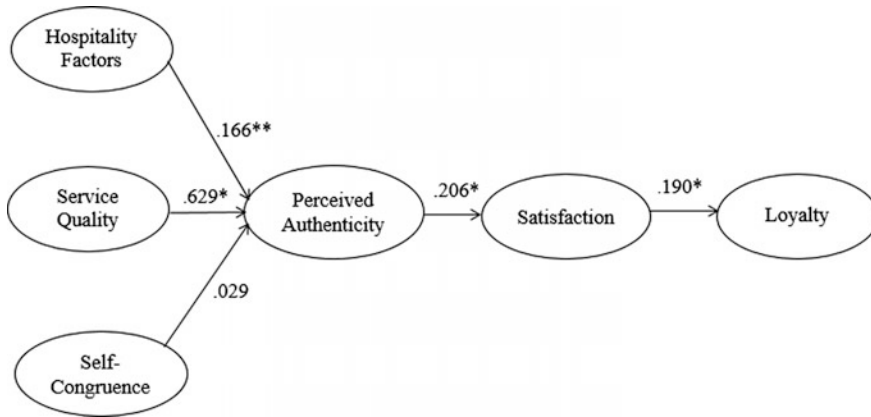 Hospitality
Factors
.166**
Service
Quality
.629*
Perceived
Authenticity
.206*
Satisfaction
.190*
Loyalty
.029
Self-
Congruence